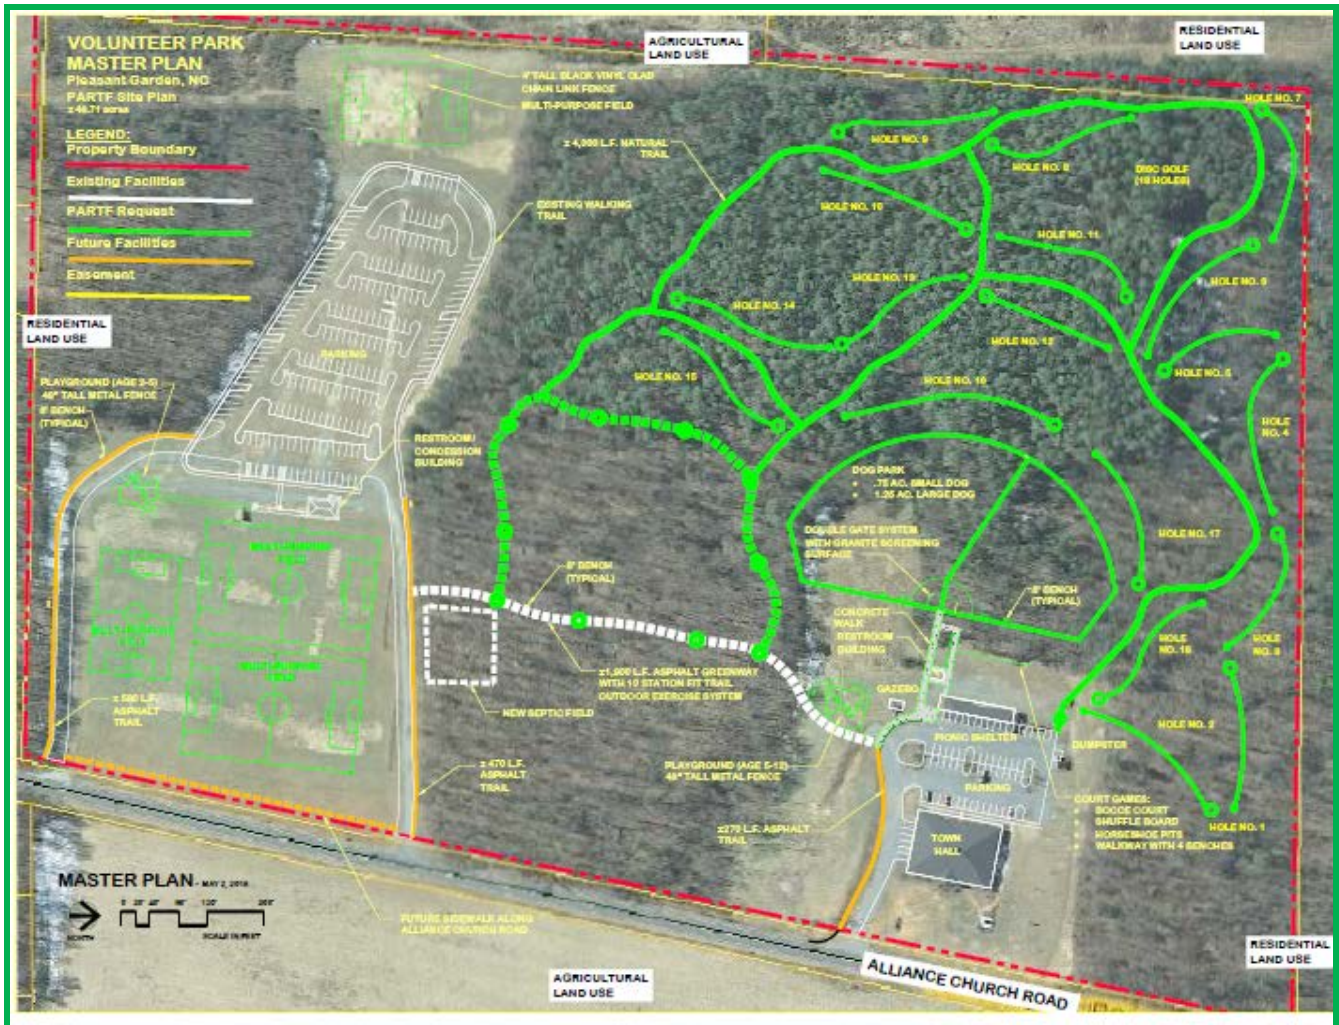 VOLUNTEER PARK
MASTER PLAN
Pleasant Garden, NC
PARTF Site Plan
± 46.71 acres
LEGEND:
Property Boundary
Existing Facilities
PARTF Request
Future Facilities
Easement
AGRICULTURAL
LAND USE
RESIDENTIAL
LAND USE
4' TALL BLACK VINYL CLAD
CHAIN LINK FENCE
MULTI-PURPOSE FIELD
± 4,000 L.F. NATURAL
TRAIL
EXISTING WALKING
TRAIL
HOLE NO. 7
HOLE NO. 9
HOLE NO. 8
DISC GOLF
(18 HOLES)
HOLE NO. 10
HOLE NO. 11
HOLE NO. 13
HOLE NO. 6
HOLE NO. 14
HOLE NO. 12
HOLE NO. 15
HOLE NO. 16
HOLE NO. 5
HOLE
NO. 4
RESIDENTIAL
LAND USE
PARKING
PLAYGROUND (AGE 2-5)
48" TALL METAL FENCE
8' BENCH
(TYPICAL)
RESTROOM/
CONCESSION
BUILDING
DOG PARK
• .75 AC. SMALL DOG
• 1.25 AC. LARGE DOG
DOUBLE GATE SYSTEM
WITH GRANITE SCREENING
SURFACE
HOLE NO. 17
8' BENCH
(TYPICAL)
8' BENCH
(TYPICAL)
CONCRETE
WALK
RESTROOM
BUILDING
HOLE
NO. 18
HOLE
NO. 3
±1,900 L.F. ASPHALT GREENWAY
WITH 10 STATION FIT TRAIL
OUTDOOR EXERCISE SYSTEM
GAZEBO
NEW SEPTIC FIELD
± 580 L.F.
ASPHALT
TRAIL
HOLE NO. 2
PICNIC SHELTER
DUMPSTER
PLAYGROUND (AGE 5-12)
48" TALL METAL FENCE
± 470 L.F.
ASPHALT
TRAIL
PARKING
COURT GAMES:
• BOCCE COURT
• SHUFFLE BOARD
• HORSESHOE PITS
• WALKWAY WITH 4 BENCHES
HOLE NO. 1
±270 L.F. ASPHALT
TRAIL
TOWN
HALL
MASTER PLAN - MAY 2, 2016
NORTH
SCALE IN FEET
FUTURE SIDEWALK ALONG
ALLIANCE CHURCH ROAD
RESIDENTIAL
LAND USE
AGRICULTURAL
LAND USE
ALLIANCE CHURCH ROAD